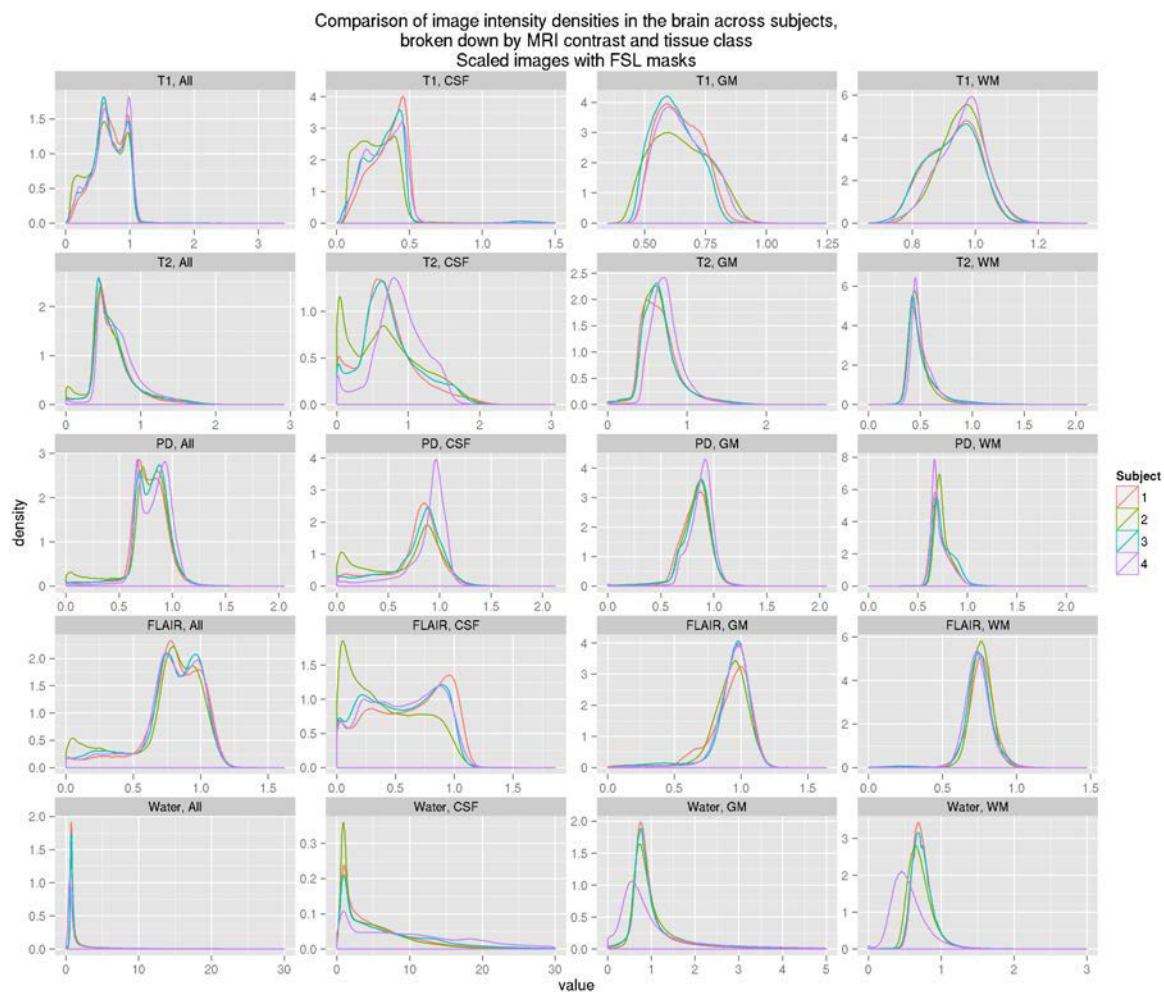 Comparison of image intensity densities in the brain across subjects,
broken down by MRI contrast and tissue class
Scaled images with FSL masks
T1, All T1, CSF T1, GM T1, WM
1.5
1.0
0.5
0.0
0 1 2 3
4
3
2
1
0
0.0 0.5 1.0 1.5
4
3
2
1
0
0.50 0.75 1.00 1.25
6
4
2
0
0.8 1.0 1.2
T2, All T2, CSF T2, GM T2, WM
2
1
0
0 1 2 3
1.0
0.5
0.0
0 1 2 3
2.5
2.0
1.5
1.0
0.5
0.0
0 1 2
6
4
2
0
0.0 0.5 1.0 1.5 2.0
PD, All PD, CSF PD, GM PD, WM
3
2
1
0
0.0 0.5 1.0 1.5 2.0
4
3
2
1
0
0.0 0.5 1.0 1.5 2.0
4
2
0
0.0 0.5 1.0 1.5 2.0
8
6
4
2
0
0.0 0.5 1.0 1.5 2.0
FLAIR, All FLAIR, CSF FLAIR, GM FLAIR, WM
2.0
1.5
1.0
0.5
0.0
0.0 0.5 1.0 1.5
1.5
1.0
0.5
0.0
0.0 0.5 1.0 1.5
4
3
2
1
0
0.0 0.5 1.0 1.5
6
4
2
0
0.0 0.5 1.0 1.5
Water, All Water, CSF Water, GM Water, WM
2.0
1.5
1.0
0.5
0.0
0 10 20 30
0.3
0.2
0.1
0.0
0 10 20 30
2.0
1.5
1.0
0.5
0.0
0 1 2 3 4 5
3
2
1
0
0 1 2 3
density
value
Subject
1
2
3
4